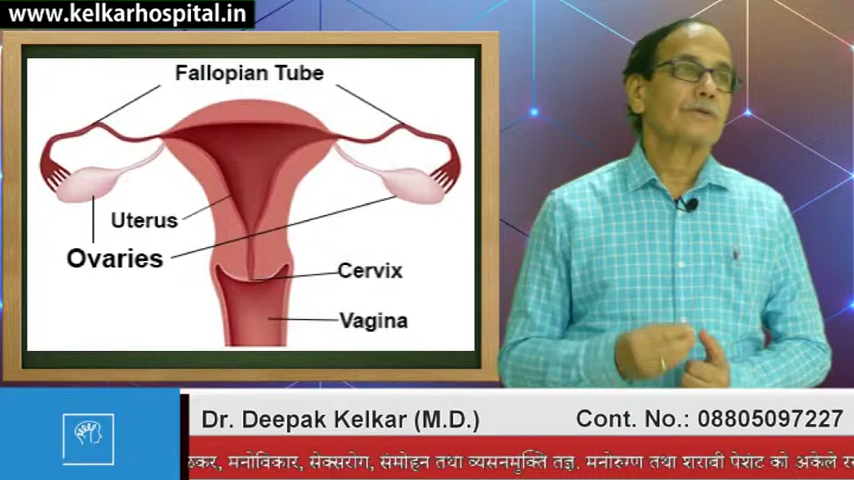 www.kelkarhospital.in
Fallopian Tube
Uterus
Ovaries
Cervix
Vagina
Dr. Deepak Kelkar (M.D.)
Cont. No.: 08805097227
मनोविकार, सेक्सरोग, संमोहन तथा व्यसनमुक्ति तज्ञ. मनोरुग्ण तथा शराबी पेशंट को अकेले